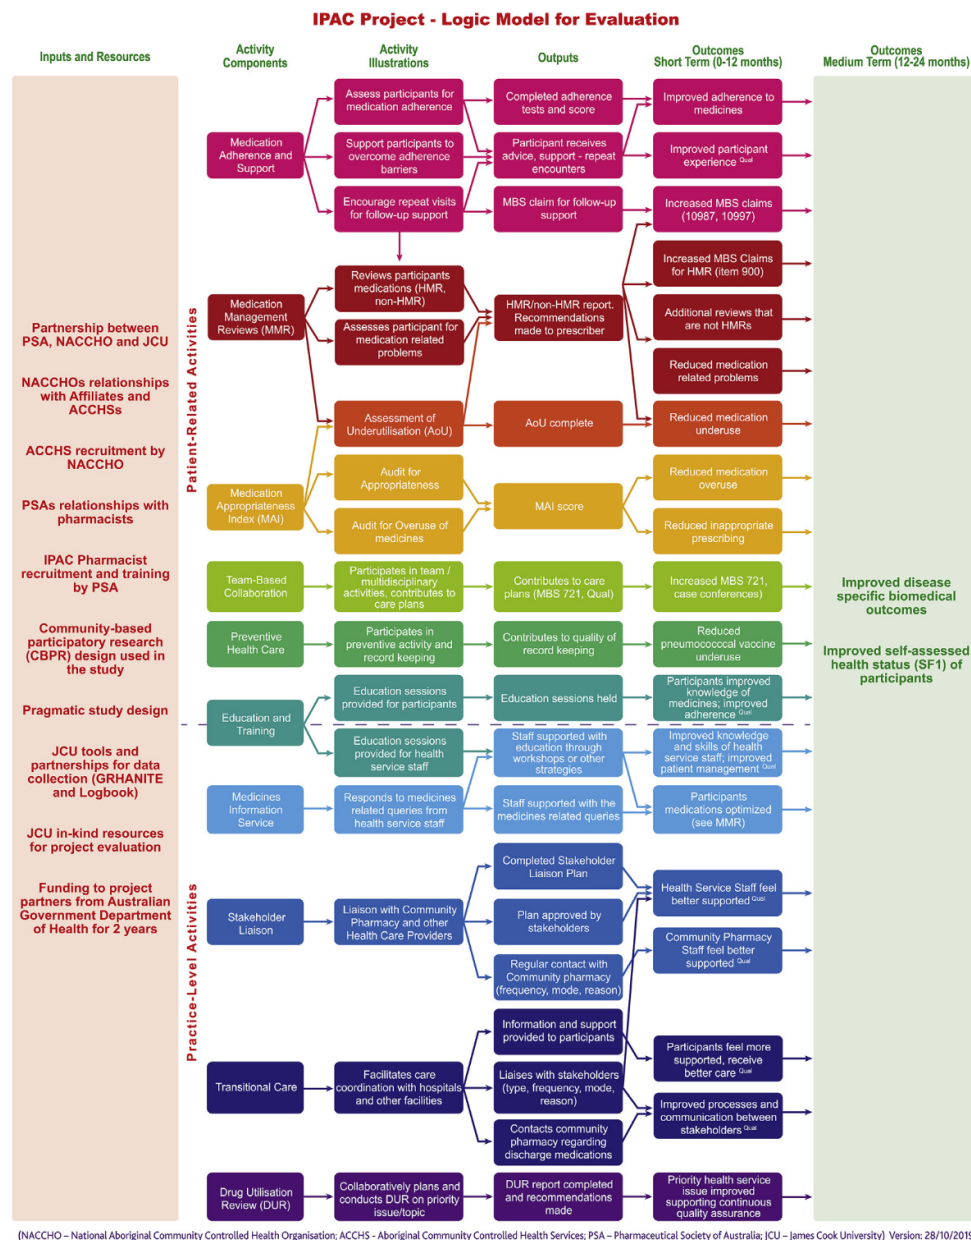 IPAC Project - Logic Model for Evaluation
Inputs and Resources
Activity
Components
Activity
Illustrations
Outputs
Outcomes
Short Term (0-12 months)
Outcomes
Medium Term (12-24 months)
Partnership between
PSA, NACCHO and JCU
NACCHOs relationships
with Affiliates and
ACCHSs
ACCHS recruitment by
NACCHO
PSAs relationships with
pharmacists
IPAC Pharmacist
recruitment and training
by PSA
Community-based
participatory research
(CBPR) design used in
the study
Pragmatic study design
JCU tools and
partnerships for data
collection (GRHANITE
and Logbook)
JCU in-kind resources
for project evaluation
Funding to project
partners from Australian
Government Department
of Health for 2 years
Patient-Related Activities
Practice-Level Activities
Medication
Adherence and
Support
Assess participants for
medication adherence
Support participants to
overcome adherence
barriers
Encourage repeat visits
for follow-up support
Completed adherence
tests and score
Participant receives
advice, support - repeat
encounters
MBS claim for follow-up
support
Improved adherence to
medicines
Improved participant
experience Qual
Increased MBS claims
(10987, 10997)
Medication
Management
Reviews (MMR)
Reviews participants
medications (HMR,
non-HMR)
Assesses participant for
medication related
problems
HMR/non-HMR report.
Recommendations
made to prescriber
Increased MBS Claims
for HMR (item 900)
Additional reviews that
are not HMRs
Reduced medication
related problems
Assessment of
Underutilisation (AoU)
AoU complete
Reduced medication
underuse
Medication
Appropriateness
Index (MAI)
Audit for
Appropriateness
Audit for Overuse of
medicines
MAI score
Reduced medication
overuse
Reduced inappropriate
prescribing
Team-Based
Collaboration
Participates in team /
multidisciplinary
activities, contributes to
care plans
Contributes to care
plans (MBS 721, Qual)
Increased MBS 721,
case conferences)
Preventive
Health Care
Participates in
preventive activity and
record keeping
Contributes to quality of
record keeping
Reduced
pneumococccal vaccine
underuse
Education and
Training
Education sessions
provided for participants
Education sessions held
Participants improved
knowledge of
medicines; improved
adherence Qual
Education sessions
provided for health
service staff
Staff supported with
education through
workshops or other
strategies
Improved knowledge
and skills of health
service staff; improved
patient management Qual
Medicines
Information
Service
Responds to medicines
related queries from
health service staff
Staff supported with the
medicines related queries
Participants
medications optimized
(see MMR)
Stakeholder
Liaison
Liaison with Community
Pharmacy and other
Health Care Providers
Completed Stakeholder
Liaison Plan
Plan approved by
stakeholders
Regular contact with
Community pharmacy
(frequency, mode, reason)
Health Service Staff feel
better supported Qual
Community Pharmacy
Staff feel better
supported Qual
Transitional Care
Facilitates care
coordination with hospitals
and other facilities
Information and support
provided to participants
Liaises with stakeholders
(type, frequency, mode,
reason)
Contacts community
pharmacy regarding
discharge medications
Participants feel more
supported, receive
better care Qual
Improved processes and
communication between
stakeholders Qual
Drug Utilisation
Review (DUR)
Collaboratively plans and
conducts DUR on priority
issue/topic
DUR report completed
and recommendations
made
Priority health service
issue improved
supporting continuous
quality assurance
Improved disease
specific biomedical
outcomes
Improved self-assessed
health status (SF1) of
participants
(NACCHO – National Aboriginal Community Controlled Health Organisation; ACCHS - Aboriginal Community Controlled Health Services; PSA – Pharmaceutical Society of Australia; JCU – James Cook University) Version: 28/10/2019